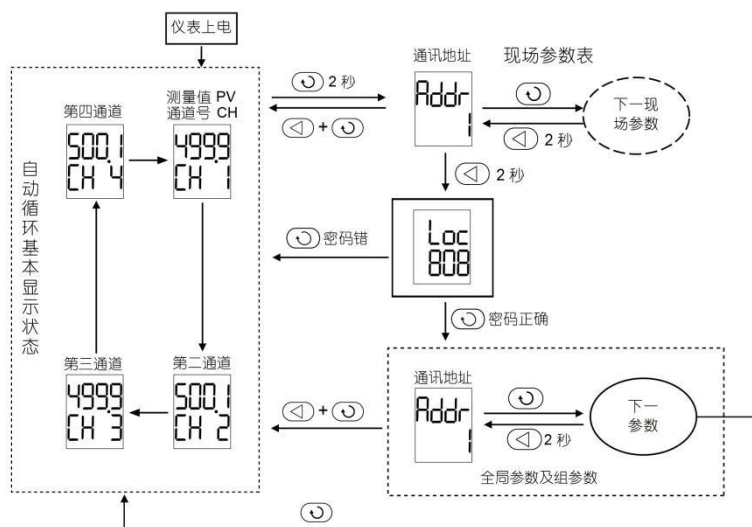 仪表上电
自动循环基本显示状态
第四通道
500.1
CH 4
测量值 PV
通道号 CH
499.9
CH 1
第三通道
499.9
CH 3
第二通道
500.1
CH 2
2 秒
+
通讯地址
Addr
1
现场参数表
2 秒
下一现
场参数
2 秒
Loc
808
密码错
密码正确
通讯地址
Addr
1
+
2 秒
下一
参数
全局参数及组参数